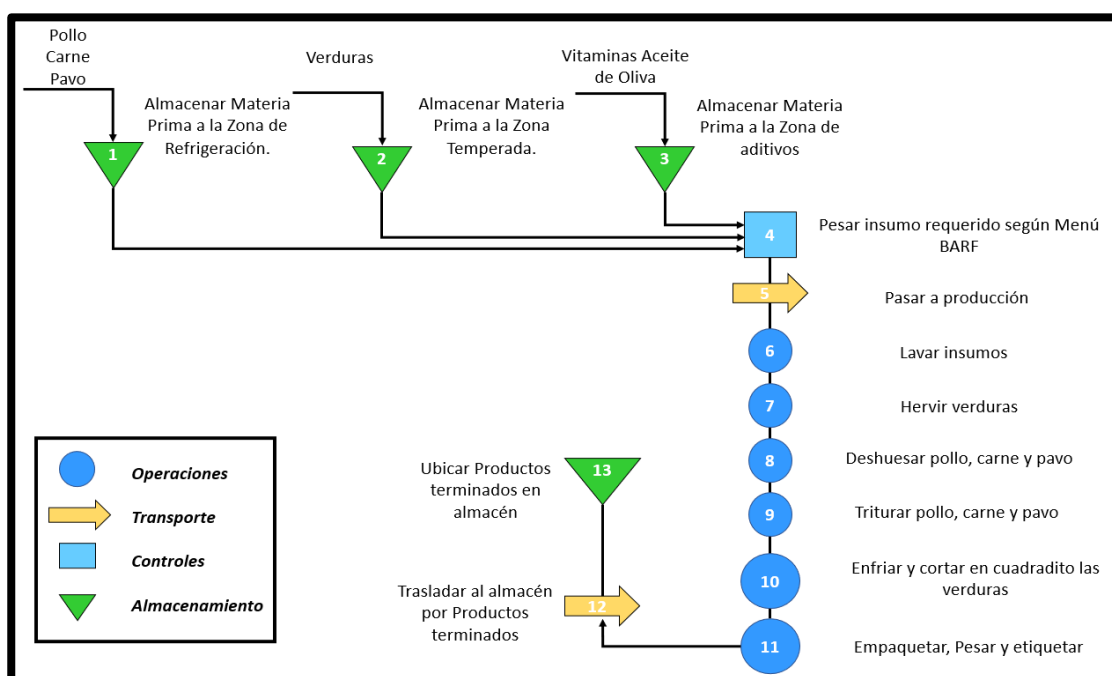 Pollo
Carne
Pavo
Almacenar Materia
Prima a la Zona de
Refrigeración.
1
Verduras
Almacenar Materia
Prima a la Zona
Temperada.
2
Vitaminas Aceite
de Oliva
Almacenar Materia
Prima a la Zona de
aditivos
3
4
Pesar insumo requerido según Menú
BARF
5
Pasar a producción
6
Lavar insumos
7
Hervir verduras
8
Deshuesar pollo, carne y pavo
9
Triturar pollo, carne y pavo
10
Enfriar y cortar en cuadradito las
verduras
11
Empaquetar, Pesar y etiquetar
Trasladar al almacén
por Productos
terminados
12
Ubicar Productos
terminados en
almacén
13
Operaciones
Transporte
Controles
Almacenamiento